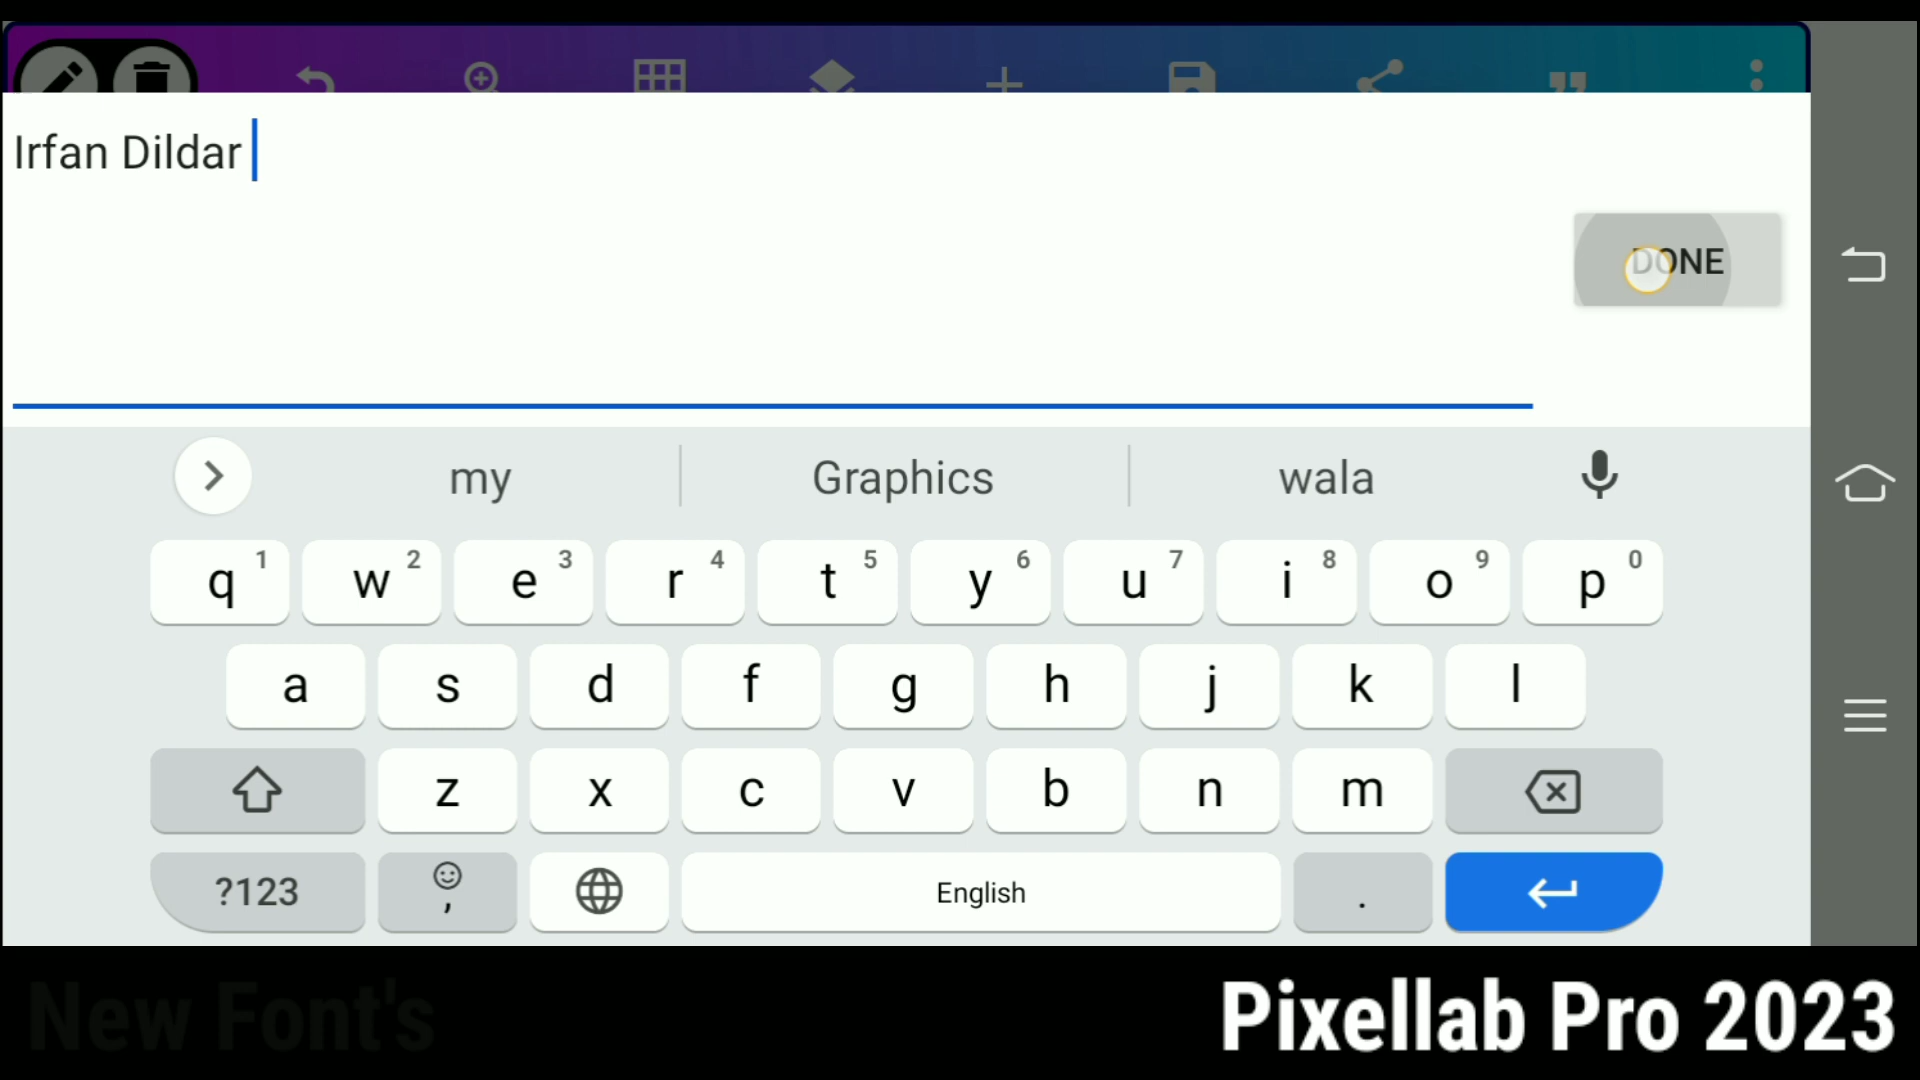 Irfan Dildar
DONE
my Graphics wala
q 1 w 2 e 3 r 4 t 5 y 6 u 7 i 8 o 9 p 0
a s d f g h j k l
z x c v b n m
?123 , English .
New Font's
Pixellab Pro 2023